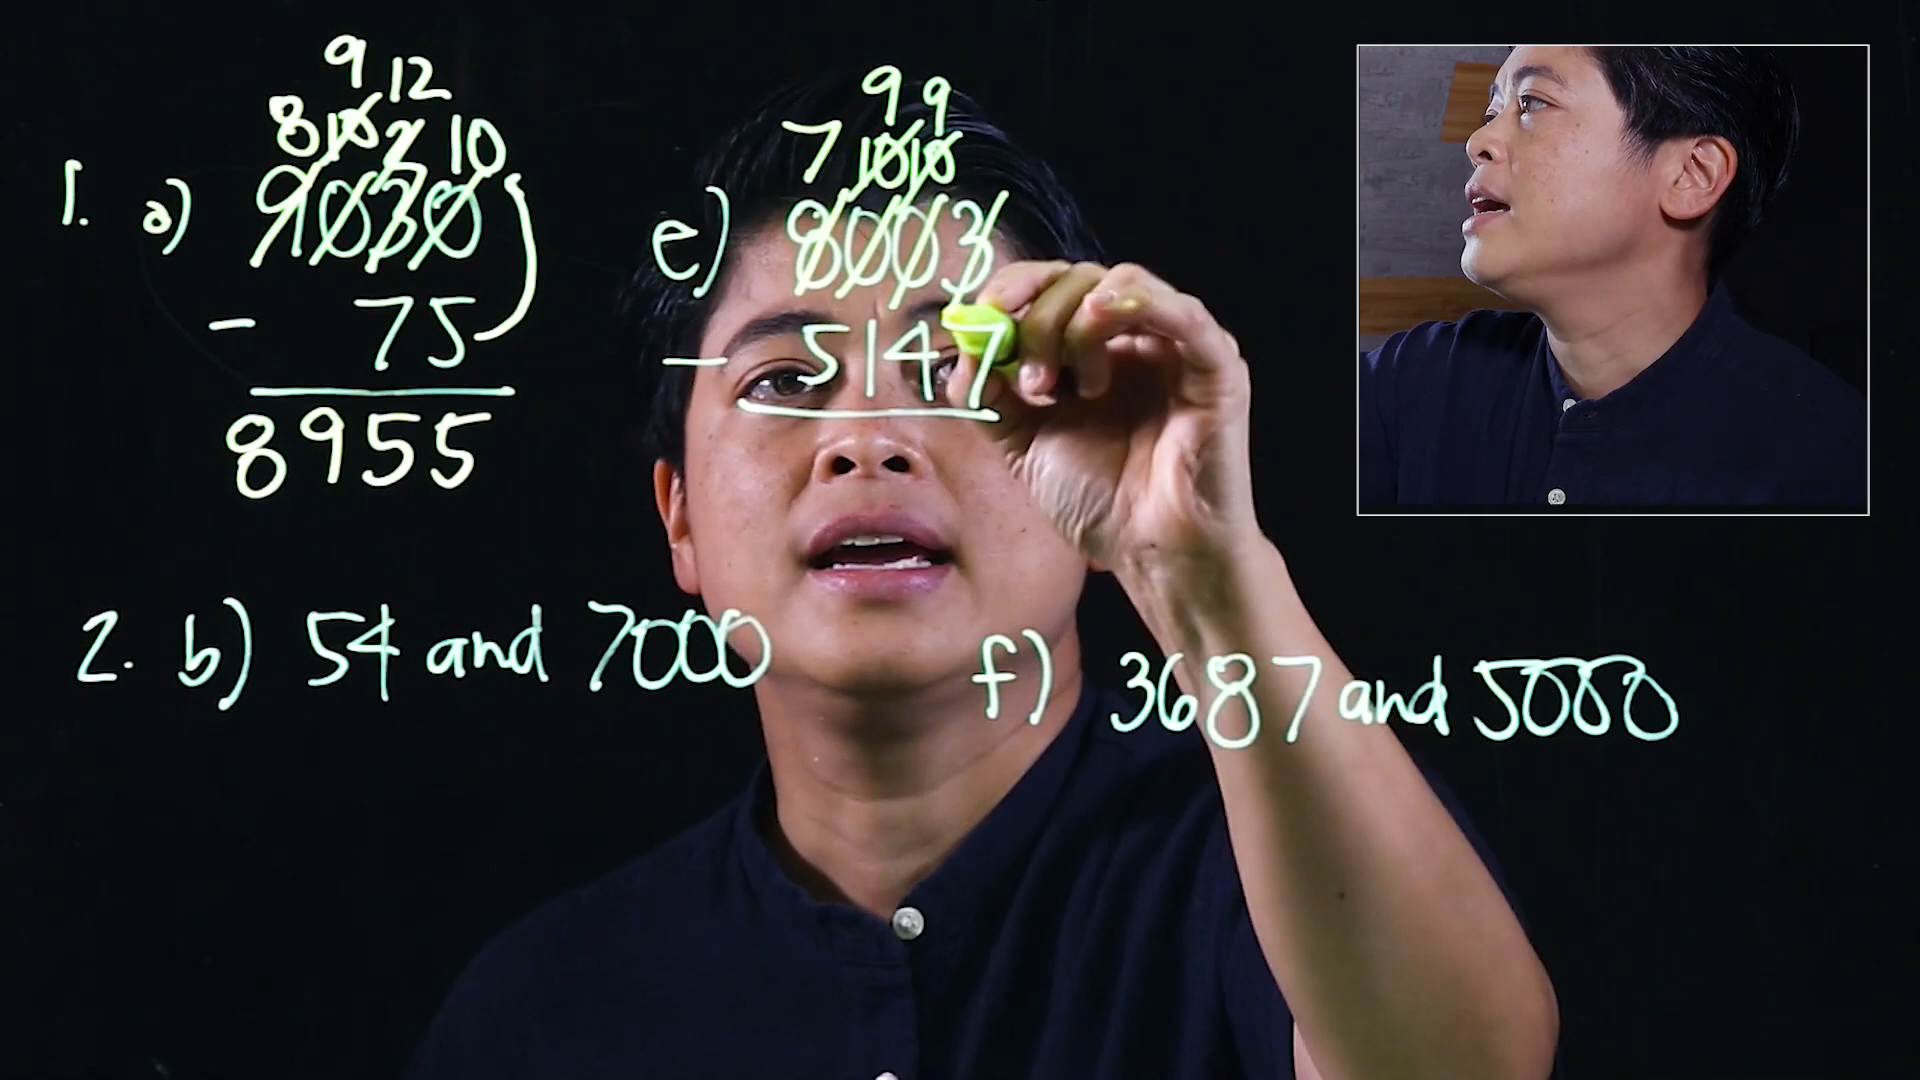 9 12
8 10 2 10
1. a) 9030
- 75
8955
9 9
7 10 10
e) 8003
- 5147
2. b) 54 and 7000
f) 3687 and 5000